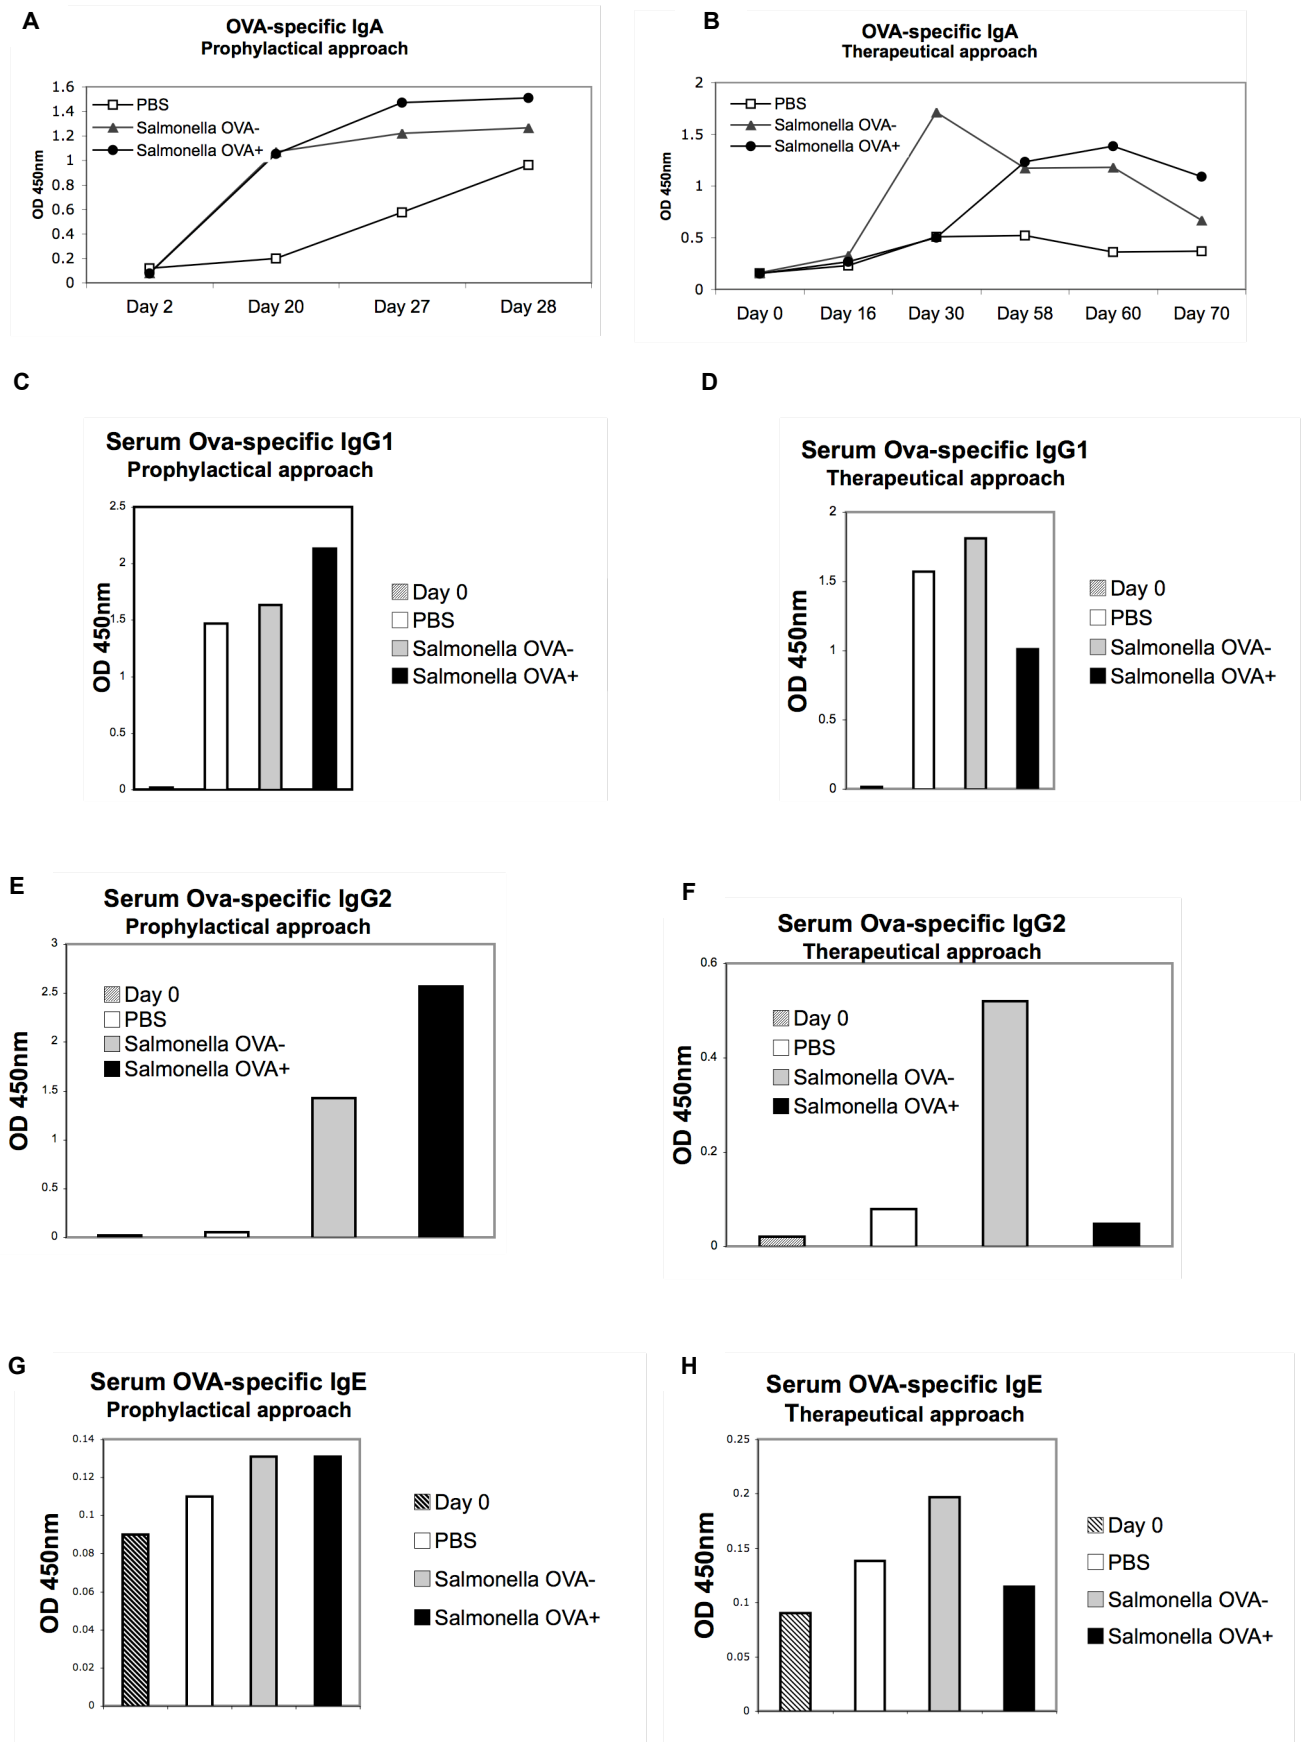 A
OVA-specific IgA
Prophylactical approach
1.6
1.4
1.2
1
0.8
0.6
0.4
0.2
0
OD 450nm
PBS
Salmonella OVA-
Salmonella OVA+
Day 2
Day 20
Day 27
Day 28
B
OVA-specific IgA
Therapeutical approach
2
1.5
1
0.5
0
OD 450nm
PBS
Salmonella OVA-
Salmonella OVA+
Day 0
Day 16
Day 30
Day 58
Day 60
Day 70
C
Serum Ova-specific IgG1
Prophylactical approach
2.5
2
1.5
1
0.5
0
OD 450nm
Day 0
PBS
Salmonella OVA-
Salmonella OVA+
D
Serum Ova-specific IgG1
Therapeutical approach
2
1.5
1
0.5
0
OD 450nm
Day 0
PBS
Salmonella OVA-
Salmonella OVA+
E
Serum Ova-specific IgG2
Prophylactical approach
3
2.5
2
1.5
1
0.5
0
OD 450nm
Day 0
PBS
Salmonella OVA-
Salmonella OVA+
F
Serum Ova-specific IgG2
Therapeutical approach
0.6
0.4
0.2
0
OD 450nm
Day 0
PBS
Salmonella OVA-
Salmonella OVA+
G
Serum OVA-specific IgE
Prophylactical approach
0.14
0.12
0.1
0.08
0.06
0.04
0.02
0
OD 450nm
Day 0
PBS
Salmonella OVA-
Salmonella OVA+
H
Serum OVA-specific IgE
Therapeutical approach
0.25
0.2
0.15
0.1
0.05
0
OD 450nm
Day 0
PBS
Salmonella OVA-
Salmonella OVA+